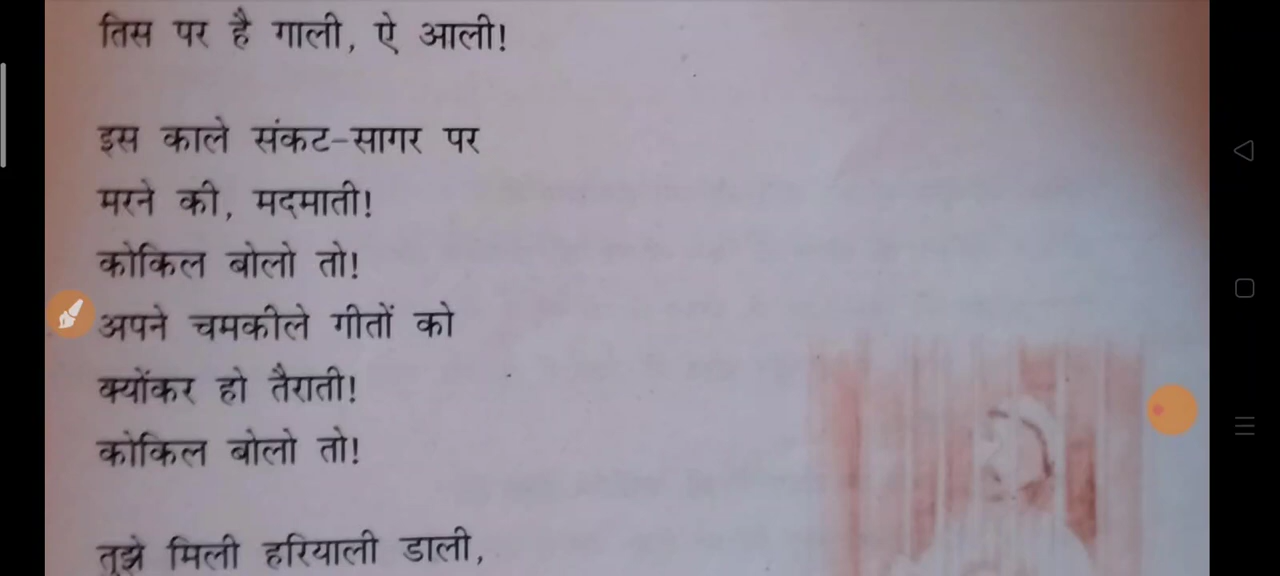 तिस पर है गाली, ऐ आली!
इस काले संकट-सागर पर
मरने की, मदमाती!
कोकिल बोलो तो!
अपने चमकीले गीतों को
क्योंकर हो तैराती!
कोकिल बोलो तो!
तुझे मिली हरियाली डाली,